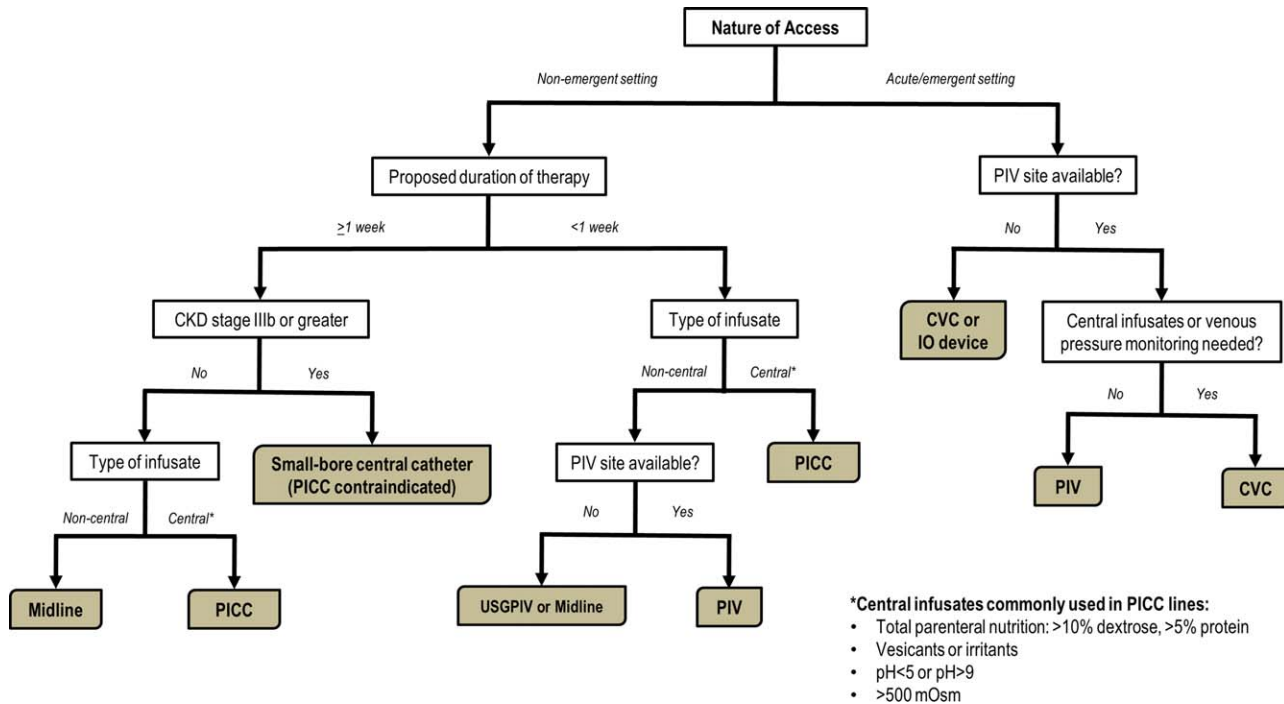 Nature of Access
Non-emergent setting
Acute/emergent setting
Proposed duration of therapy
PIV site available?
≥1 week
<1 week
No
Yes
CKD stage IIIb or greater
Type of infusate
CVC or
IO device
Central infusates or venous
pressure monitoring needed?
No
Yes
Non-central
Central*
No
Yes
Type of infusate
Small-bore central catheter
(PICC contraindicated)
PIV site available?
PICC
PIV
CVC
Non-central
Central*
No
Yes
Midline
PICC
USGPIV or Midline
PIV
*Central infusates commonly used in PICC lines:
• Total parenteral nutrition: >10% dextrose, >5% protein
• Vesicants or irritants
• pH<5 or pH>9
• >500 mOsm